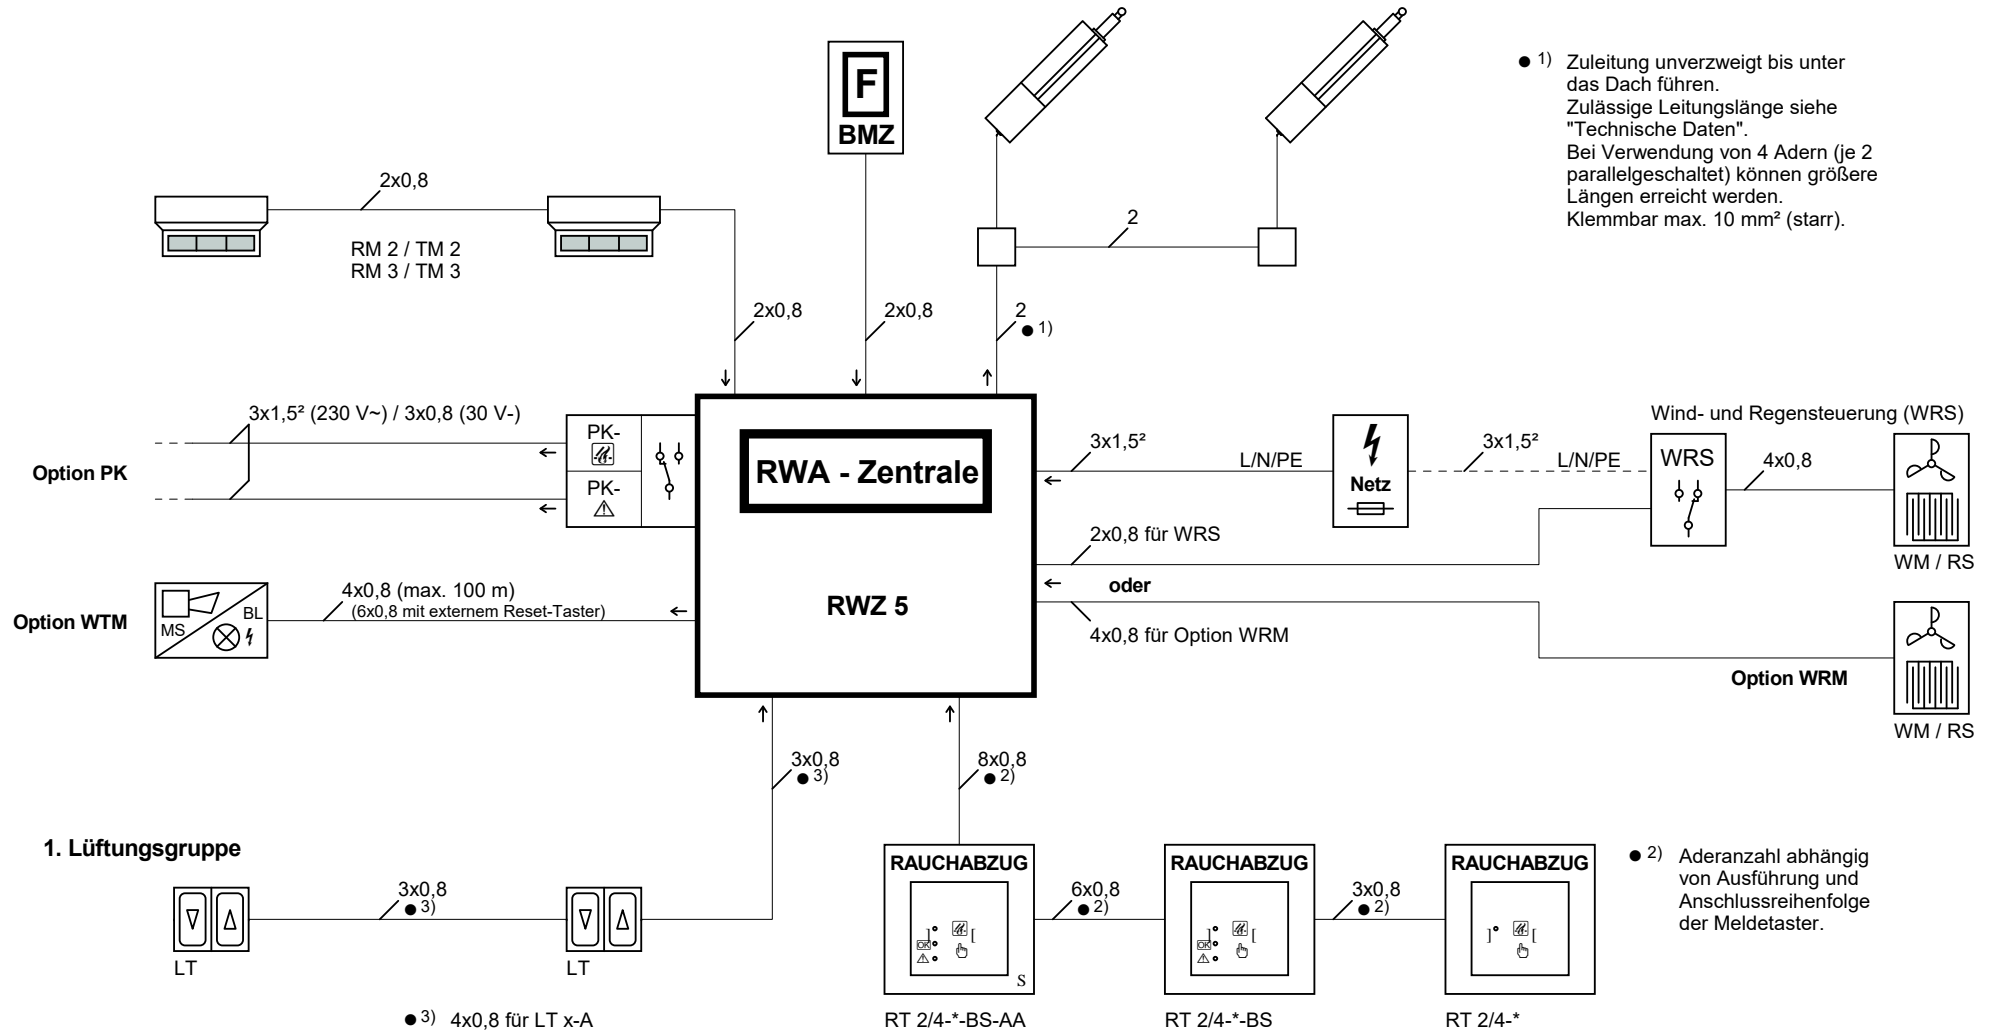 ● 1) Zuleitung unverzweigt bis unter
das Dach führen.
Zulässige Leitungslänge siehe
"Technische Daten".
Bei Verwendung von 4 Adern (je 2
parallelgeschaltet) können größere
Längen erreicht werden.
Klemmbar max. 10 mm² (starr).
F
BMZ
2x0,8
RM 2 / TM 2
RM 3 / TM 3
2
2x0,8
2x0,8
2
● 1)
Option PK
3x1,5² (230 V~) / 3x0,8 (30 V-)
PK-
PK-
RWA - Zentrale
RWZ 5
3x1,5²
L/N/PE
Netz
3x1,5²
L/N/PE
Wind- und Regensteuerung (WRS)
WRS
4x0,8
WM / RS
2x0,8 für WRS
oder
4x0,8 für Option WRM
Option WRM
WM / RS
Option WTM
MS
BL
4x0,8 (max. 100 m)
(6x0,8 mit externem Reset-Taster)
3x0,8
● 3)
8x0,8
● 2)
1. Lüftungsgruppe
LT
3x0,8
● 3)
LT
● 3) 4x0,8 für LT x-A
RAUCHABZUG
OK
S
RT 2/4-*-BS-AA
6x0,8
● 2)
RAUCHABZUG
OK
RT 2/4-*-BS
3x0,8
● 2)
RAUCHABZUG
RT 2/4-*
● 2) Aderanzahl abhängig
von Ausführung und
Anschlussreihenfolge
der Meldetaster.